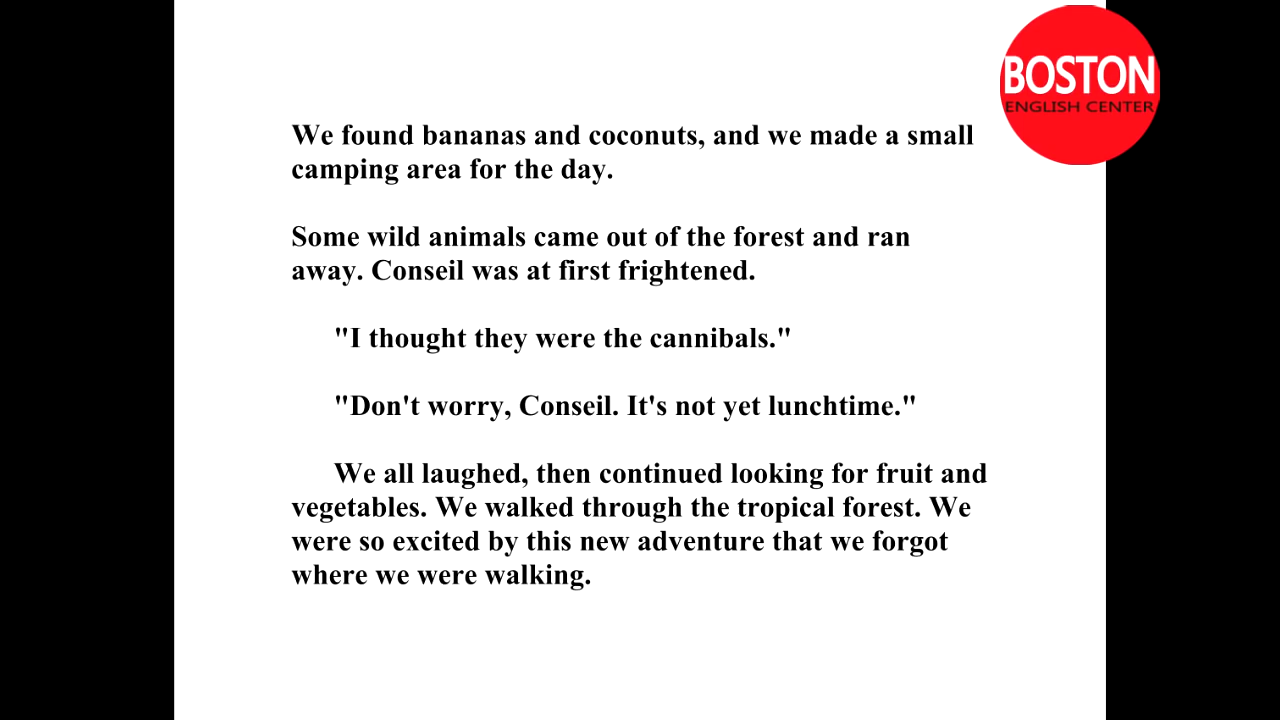 BOSTON
ENGLISH CENTER
We found bananas and coconuts, and we made a small
camping area for the day.
Some wild animals came out of the forest and ran
away. Conseil was at first frightened.
"I thought they were the cannibals."
"Don't worry, Conseil. It's not yet lunchtime."
We all laughed, then continued looking for fruit and
vegetables. We walked through the tropical forest. We
were so excited by this new adventure that we forgot
where we were walking.